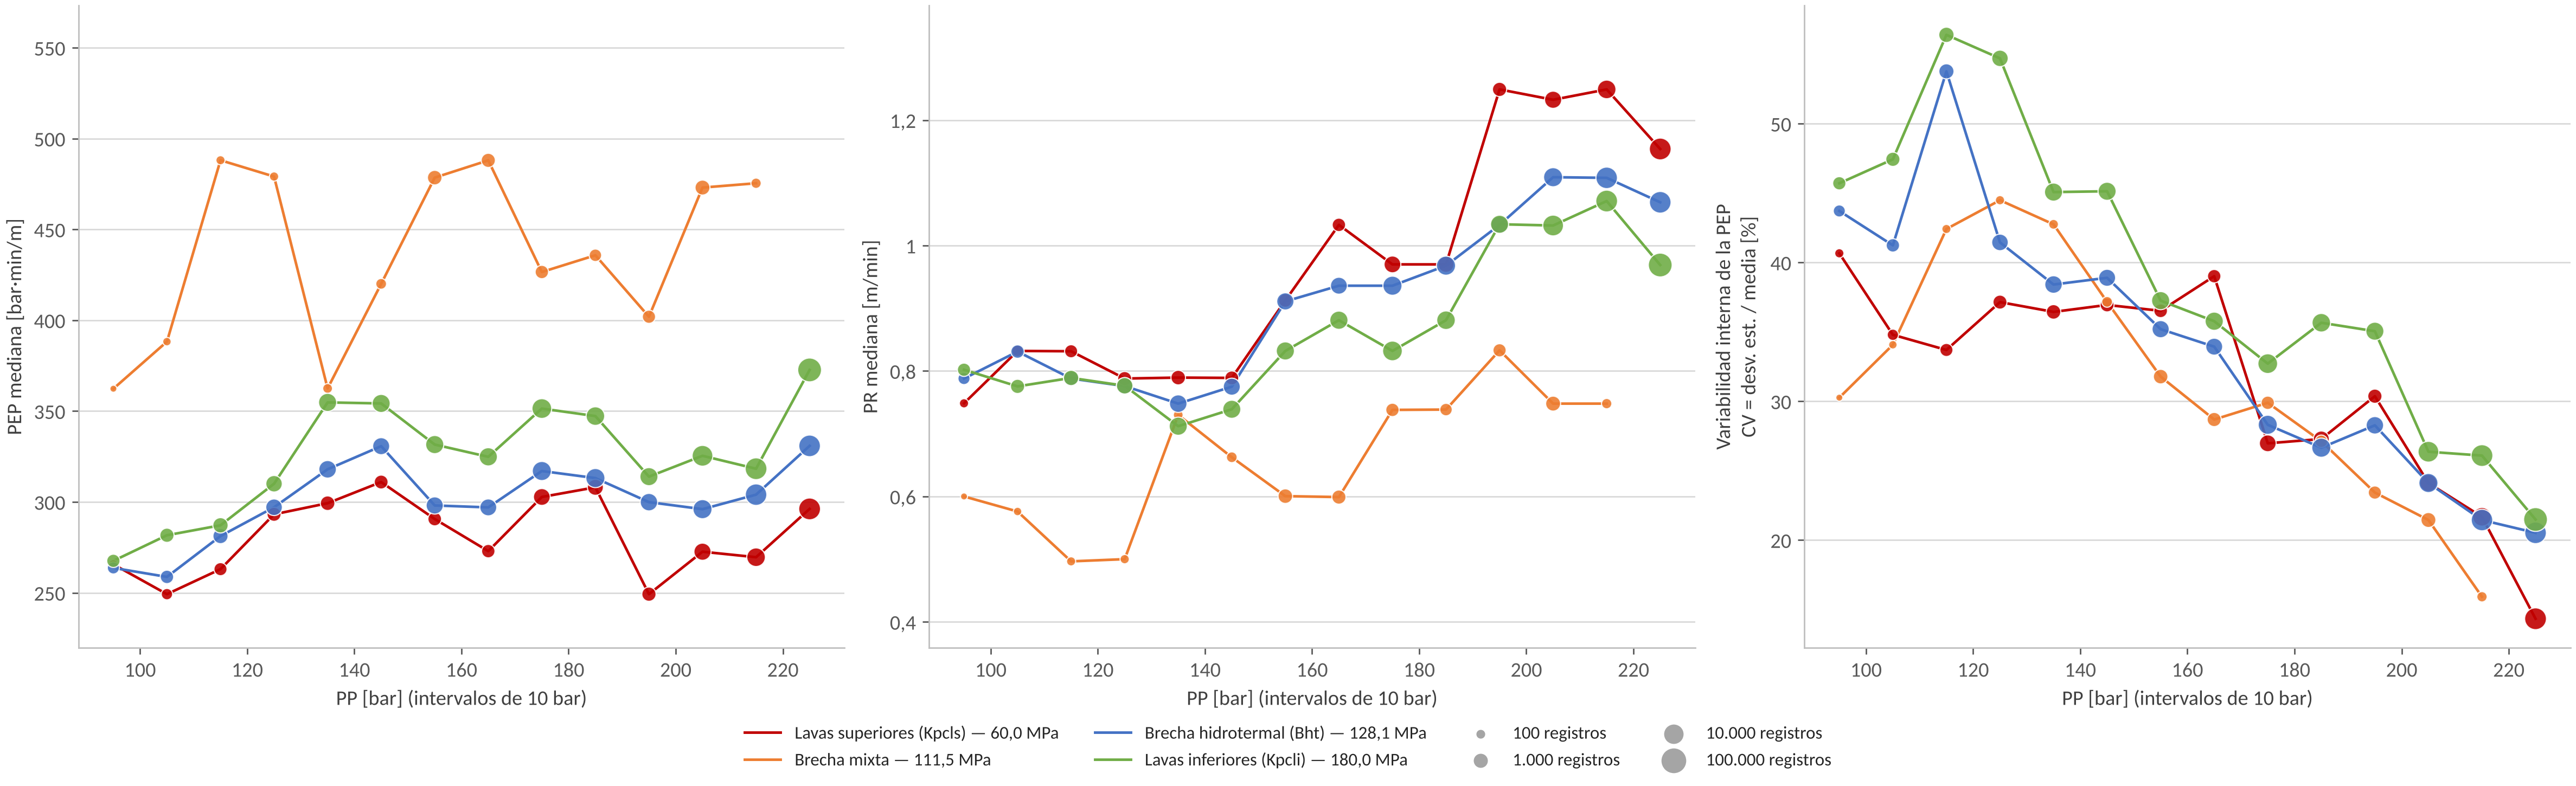 PEP mediana [bar·min/m]
550
500
450
400
350
300
250
100
120
140
160
180
200
220
PP [bar] (intervalos de 10 bar)
PR mediana [m/min]
1,2
1
0,8
0,6
0,4
100
120
140
160
180
200
220
PP [bar] (intervalos de 10 bar)
Variabilidad interna de la PEP
CV = desv. est. / media [%]
50
40
30
20
100
120
140
160
180
200
220
PP [bar] (intervalos de 10 bar)
Lavas superiores (Kpcls) — 60,0 MPa
Brecha mixta — 111,5 MPa
Brecha hidrotermal (Bht) — 128,1 MPa
Lavas inferiores (Kpcli) — 180,0 MPa
100 registros
1.000 registros
10.000 registros
100.000 registros